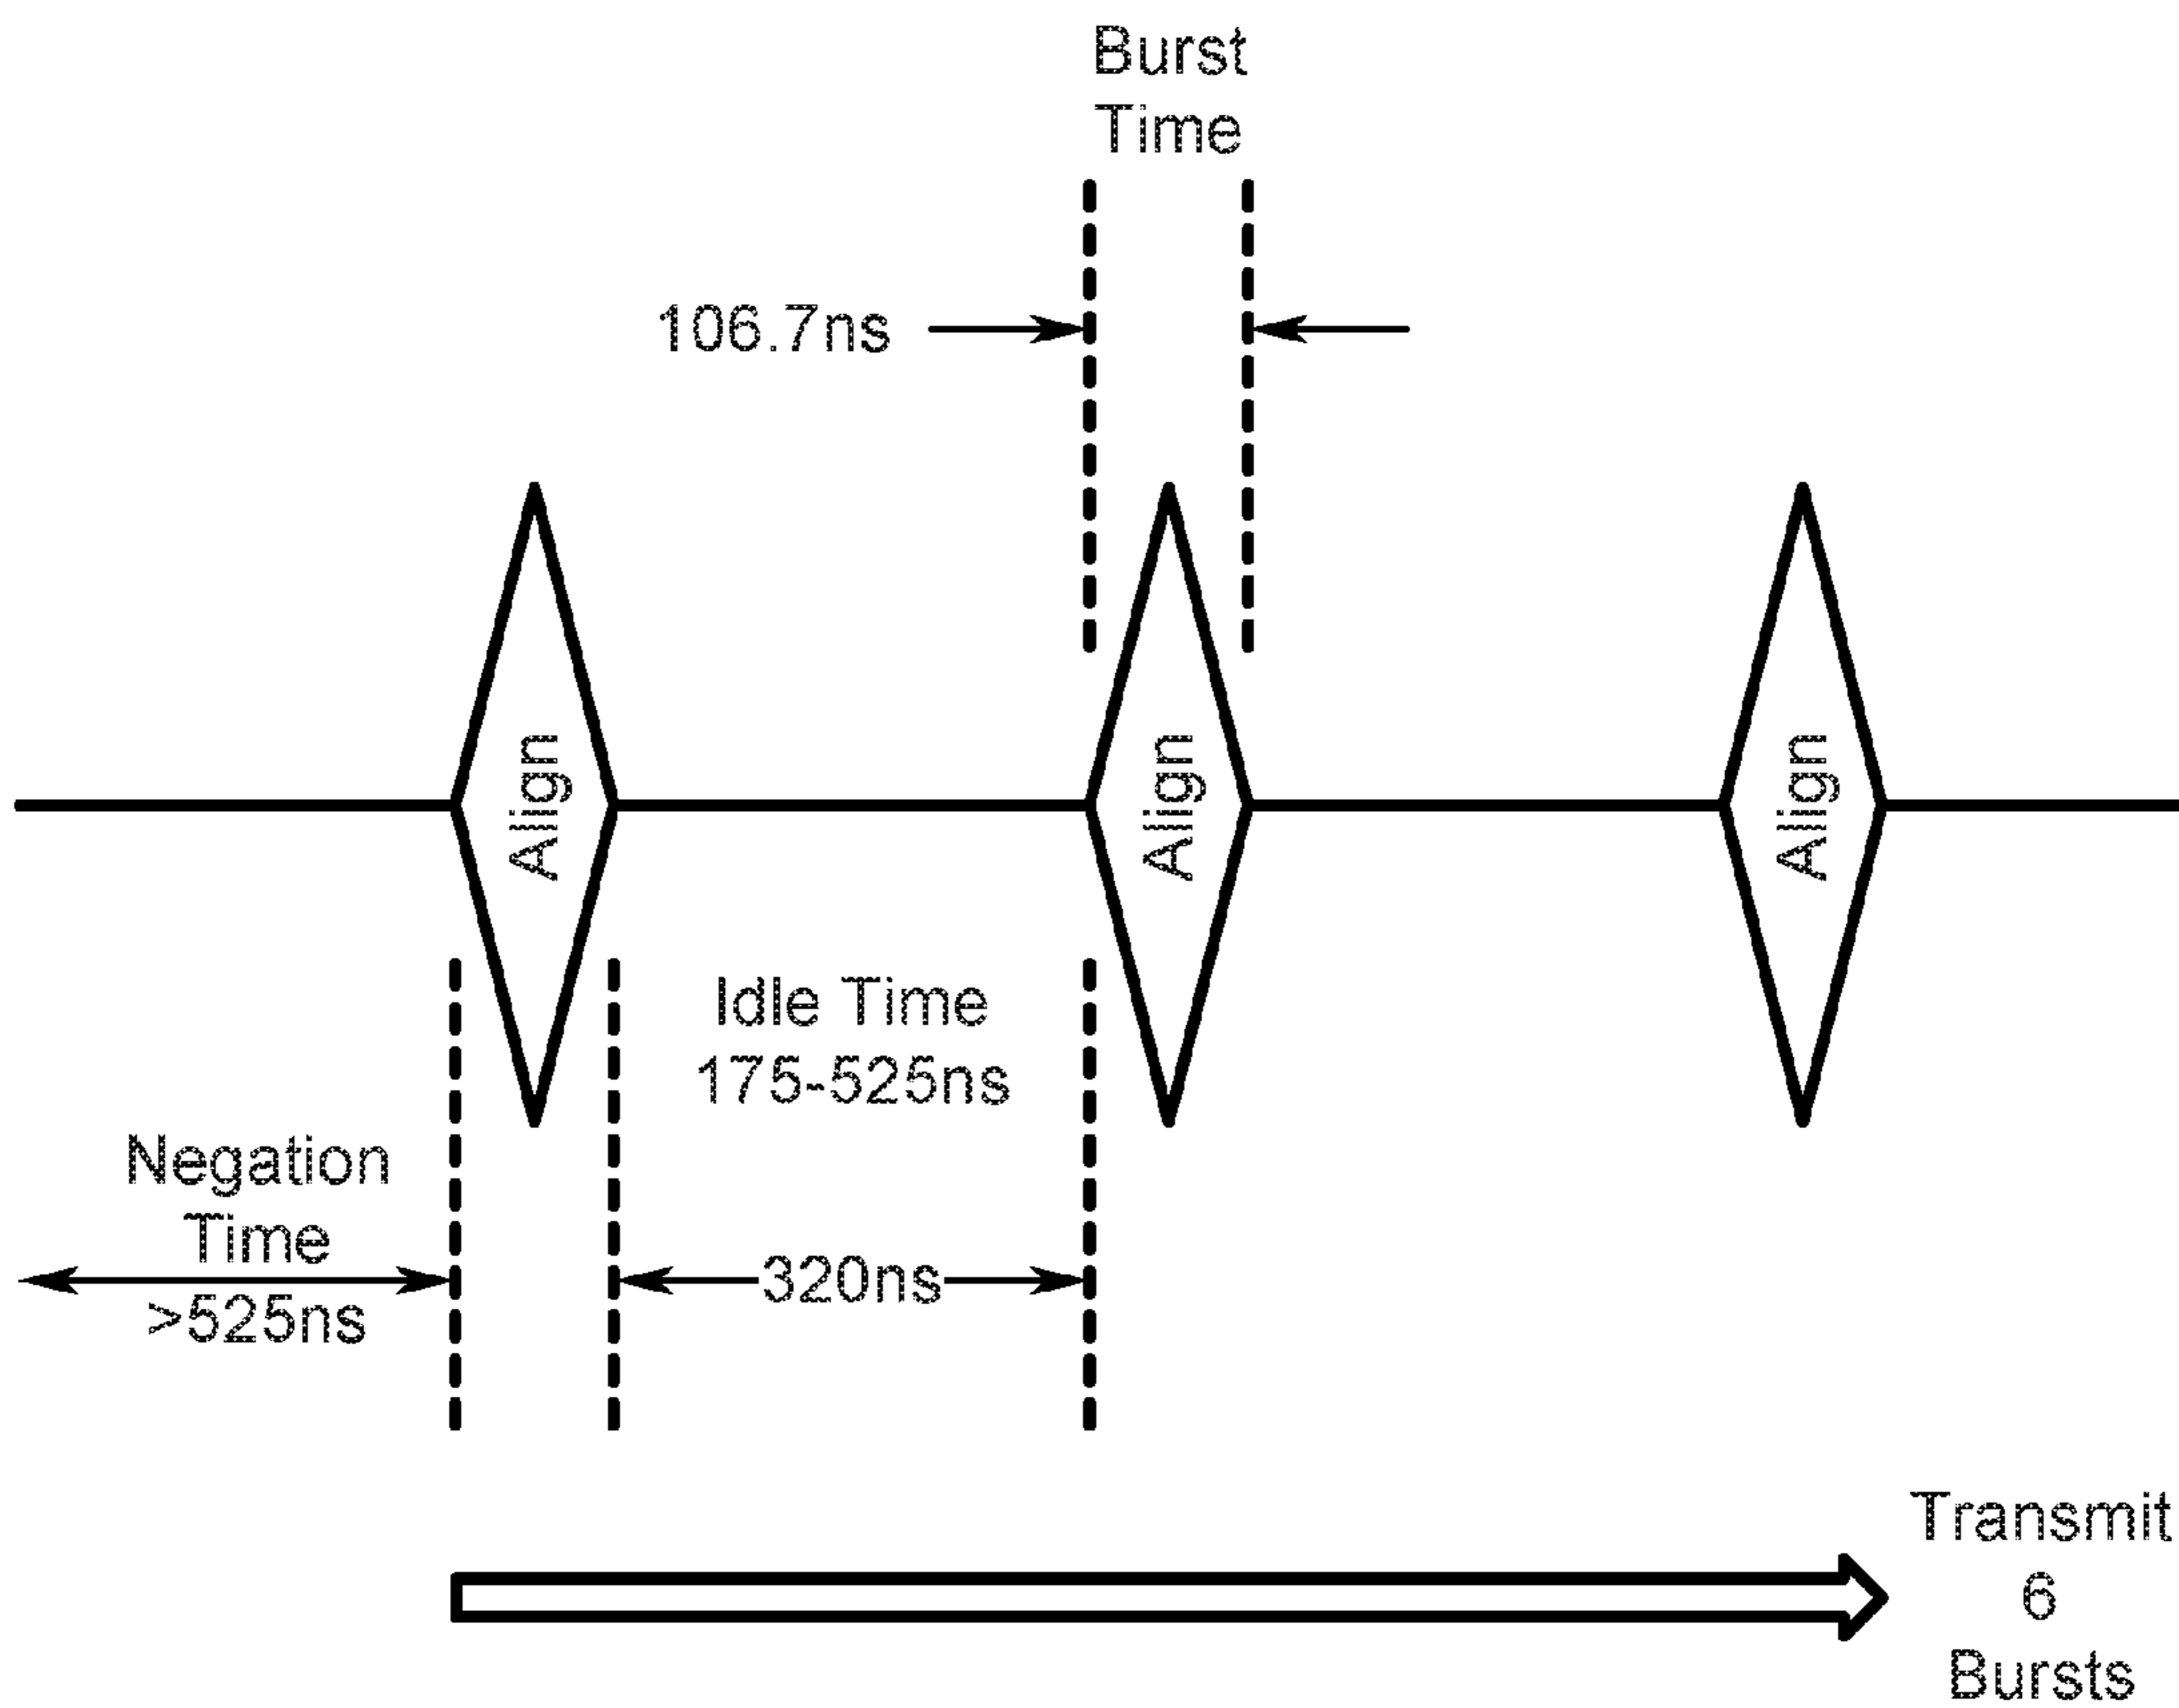 Burst
Time
106.7ns
Align
Align
Align
Idle Time
175-525ns
Negation
Time
>525ns
320ns
Transmit
6
Bursts